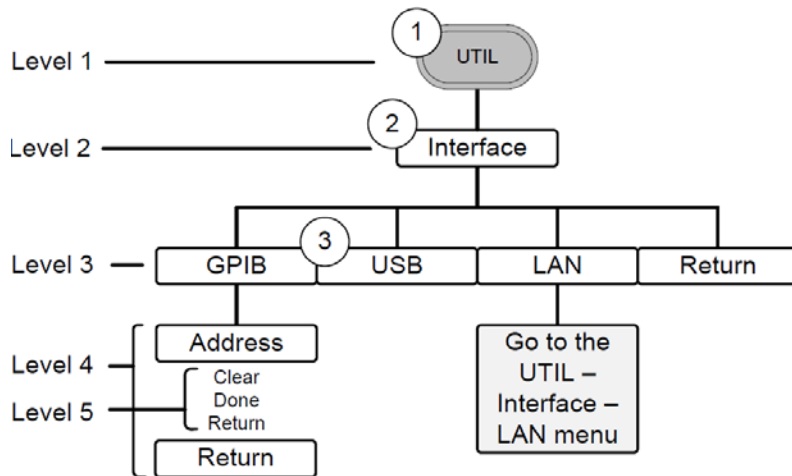 1
Level 1
UTIL
2
Level 2
Interface
3
Level 3
GPIB
USB
LAN
Return
Level 4
Address
Level 5
Clear
Done
Return
Return
Go to the
UTIL –
Interface –
LAN menu